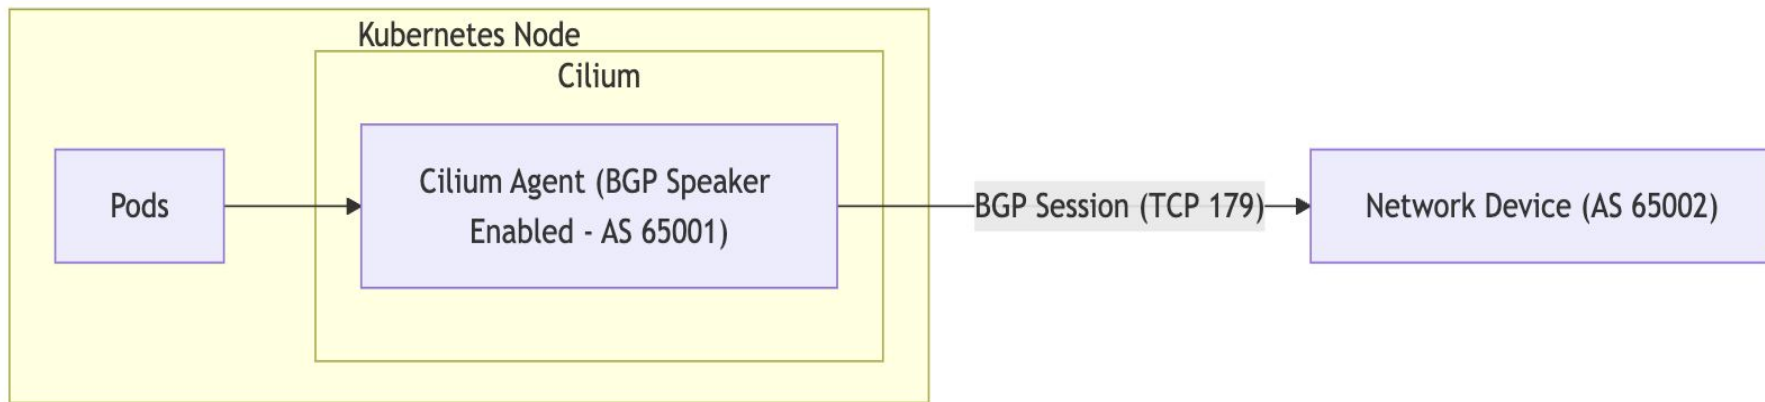 Kubernetes Node
Cilium
Pods
Cilium Agent (BGP Speaker
Enabled - AS 65001)
BGP Session (TCP 179)
Network Device (AS 65002)